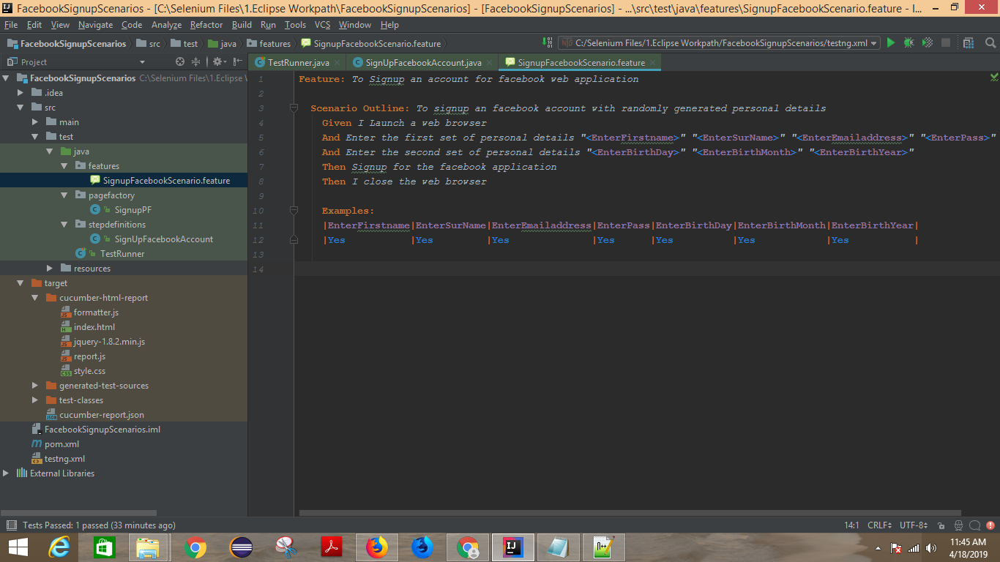 FacebookSignupScenarios - [C:\Selenium Files\1.Eclipse Workpath\FacebookSignupScenarios] - [FacebookSignupScenarios] - ...\src\test\java\features\SignupFacebookScenario.feature - I...
File Edit View Navigate Code Analyze Refactor Build Run Tools VCS Window Help
FacebookSignupScenarios src test java features SignupFacebookScenario.feature C:/Selenium Files/1.Eclipse Workpath/FacebookSignupScenarios/testng.xml
Project
TestRunner.java SignUpFacebookAccount.java SignupFacebookScenario.feature
FacebookSignupScenarios C:\Selenium Files\1.Eclipse W
.idea
src
main
test
java
features
SignupFacebookScenario.feature
pagefactory
SignupPF
stepdefinitions
SignUpFacebookAccount
TestRunner
resources
target
cucumber-html-report
formatter.js
index.html
jquery-1.8.2.min.js
report.js
style.css
generated-test-sources
test-classes
cucumber-report.json
FacebookSignupScenarios.iml
pom.xml
testng.xml
External Libraries
1 Feature: To Signup an account for facebook web application
2
3 Scenario Outline: To signup an facebook account with randomly generated personal details
4 Given I Launch a web browser
5 And Enter the first set of personal details "<EnterFirstname>" "<EnterSurName>" "<EnterEmailaddress>" "<EnterPass>"
6 And Enter the second set of personal details "<EnterBirthDay>" "<EnterBirthMonth>" "<EnterBirthYear>"
7 Then Signup for the facebook application
8 Then I close the web browser
9
10 Examples:
11 |EnterFirstname|EnterSurName|EnterEmailaddress|EnterPass|EnterBirthDay|EnterBirthMonth|EnterBirthYear|
12 |Yes |Yes |Yes |Yes |Yes |Yes |Yes |
13
14
Tests Passed: 1 passed (33 minutes ago) 14:1 CRLF UTF-8
11:45 AM
4/18/2019